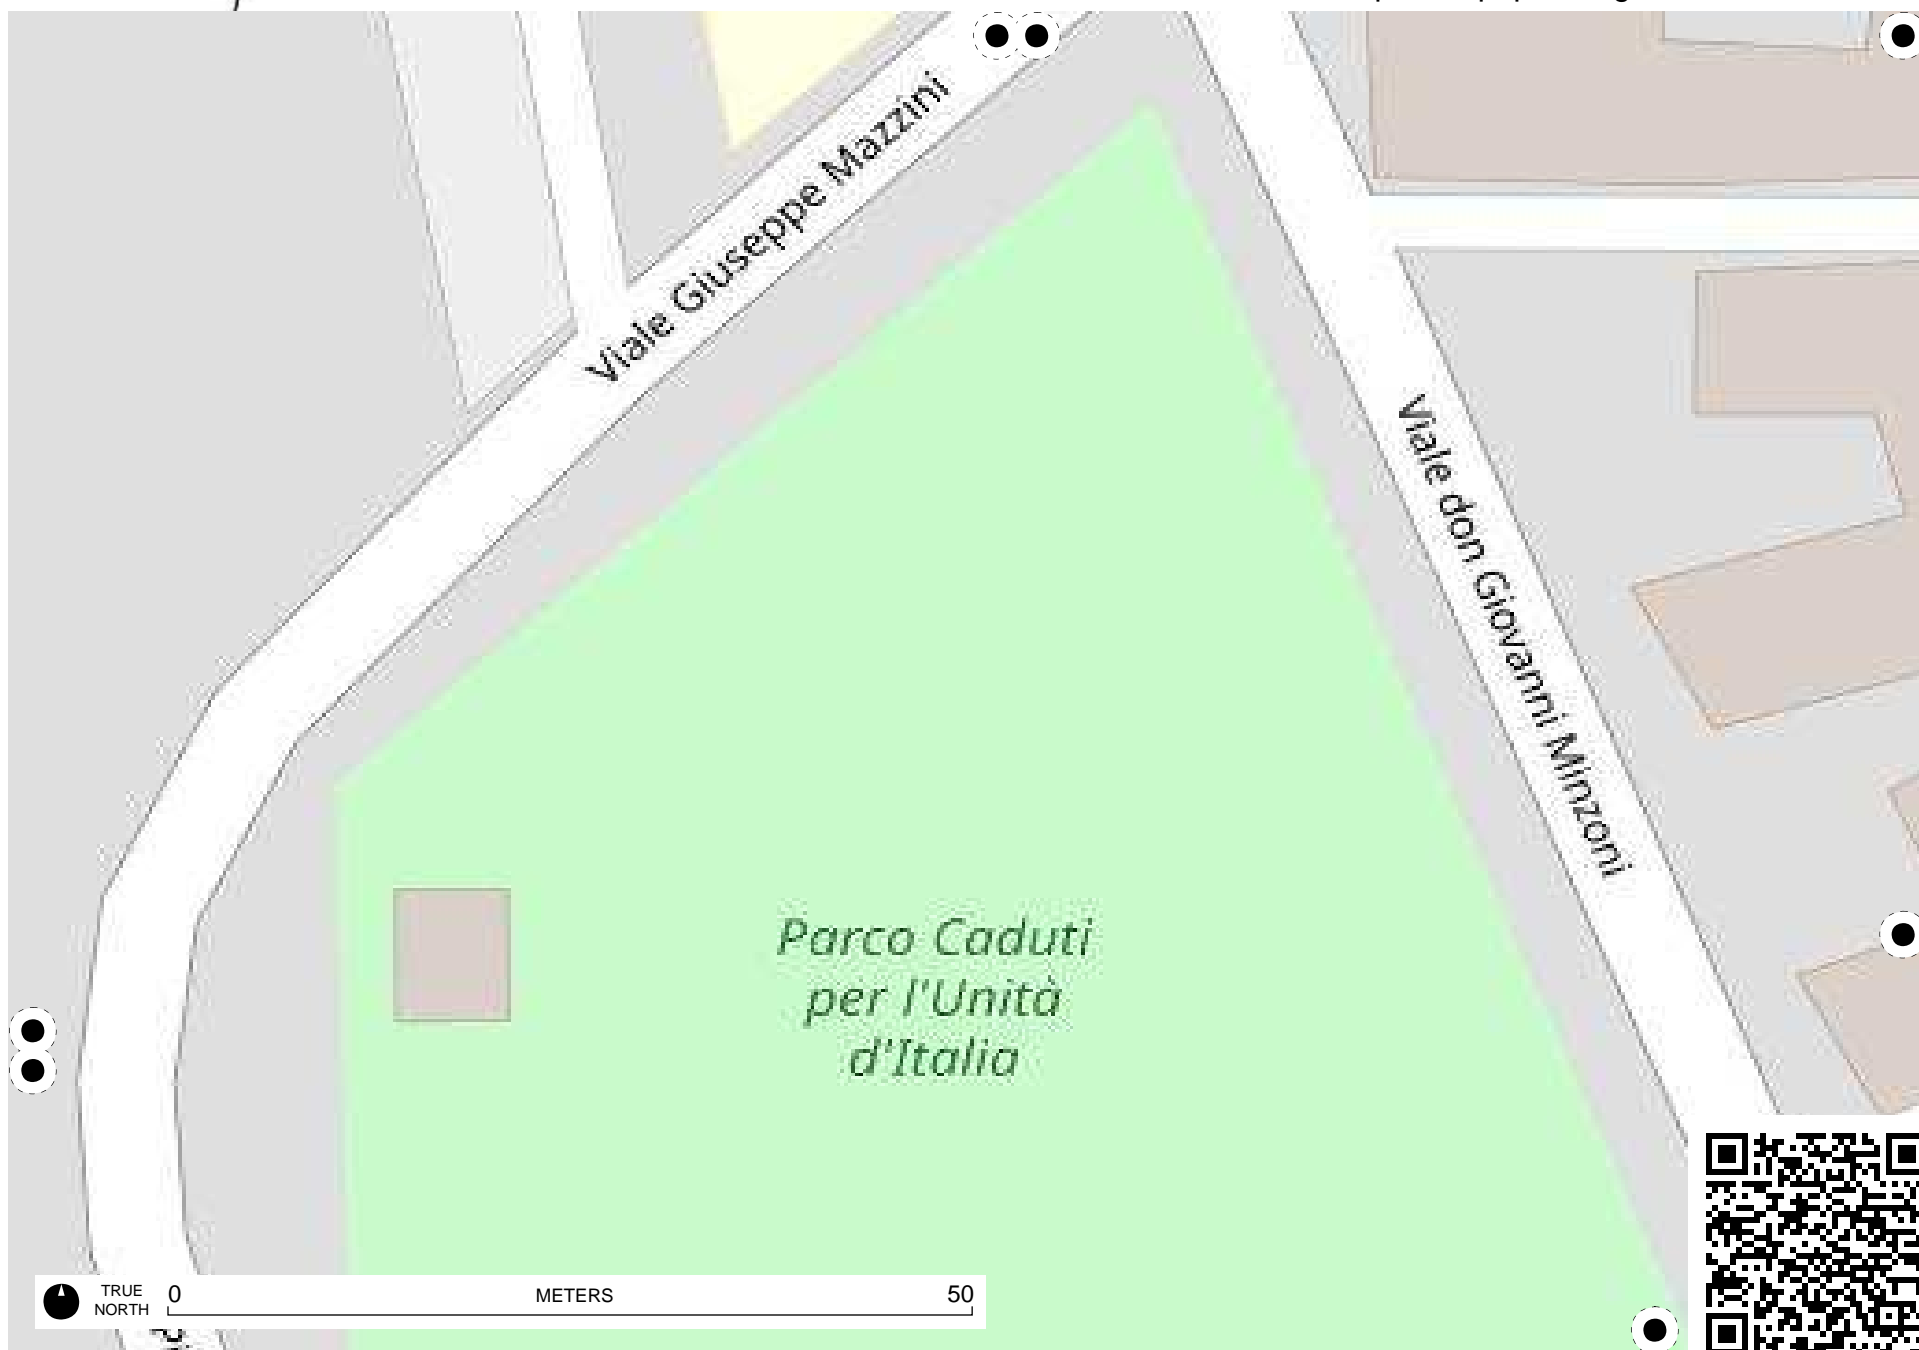 Viale Giuseppe Mazzini
Viale don Giovanni Minzoni
Parco Caduti
per l'Unità
d'Italia
TRUE
NORTH
0
METERS
50